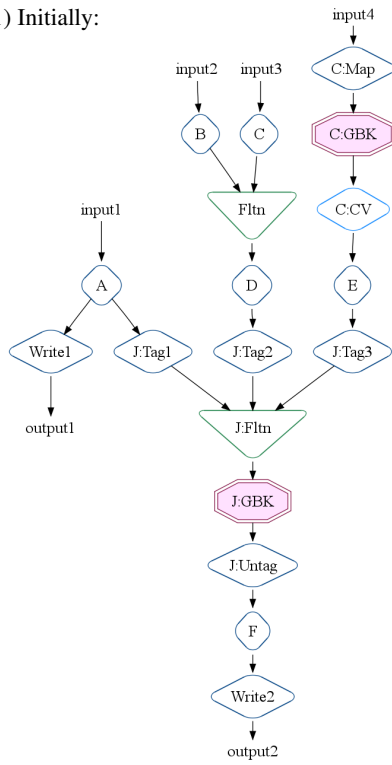 ) Initially:
input4
C:Map
input2
input3
B
C
C:GBK
Fltn
C:CV
input1
A
D
E
Write1
J:Tag1
J:Tag2
J:Tag3
output1
J:Fltn
J:GBK
J:Untag
F
Write2
output2